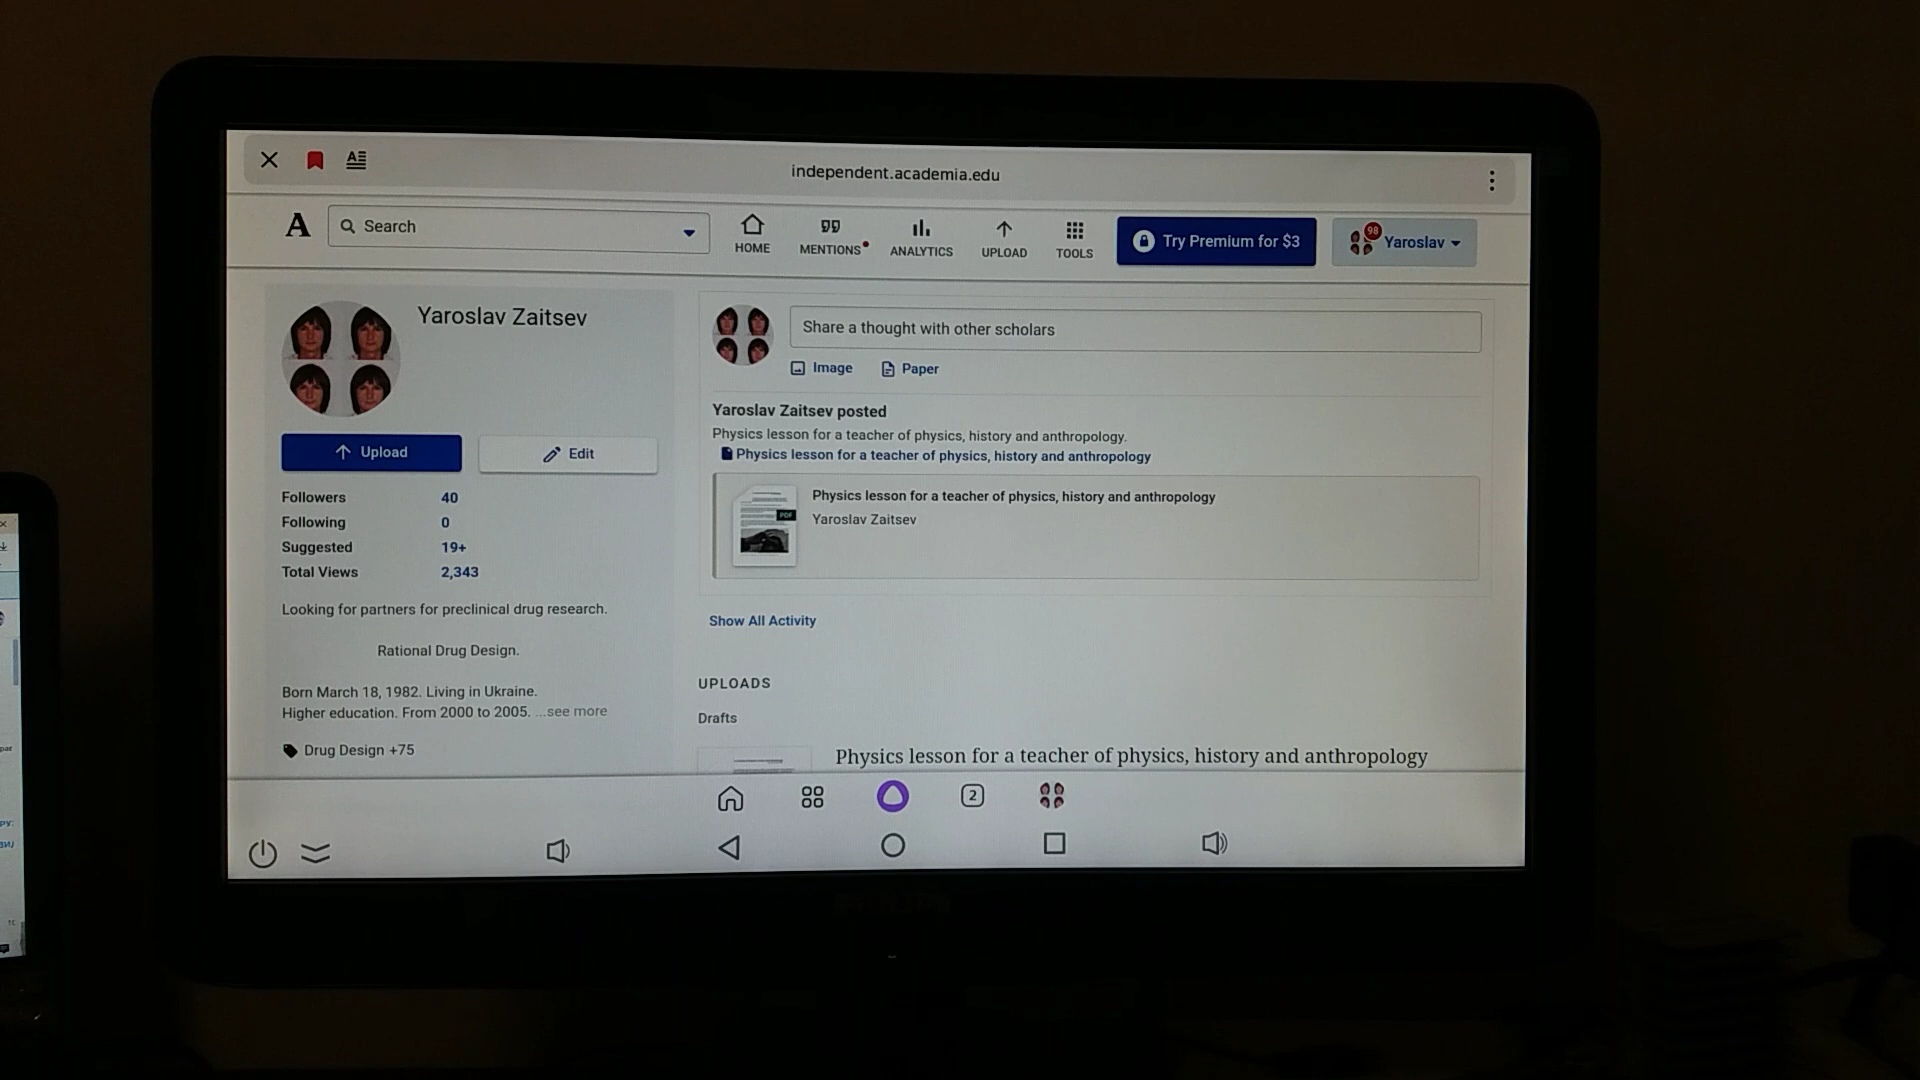 independent.academia.edu
A
Search
HOME
MENTIONS
ANALYTICS
UPLOAD
TOOLS
Try Premium for $3
98
Yaroslav
Yaroslav Zaitsev
Upload
Edit
Followers 40
Following 0
Suggested 19+
Total Views 2,343
Looking for partners for preclinical drug research.
Rational Drug Design.
Born March 18, 1982. Living in Ukraine.
Higher education. From 2000 to 2005. ...see more
Drug Design +75
Share a thought with other scholars
Image
Paper
Yaroslav Zaitsev posted
Physics lesson for a teacher of physics, history and anthropology.
Physics lesson for a teacher of physics, history and anthropology
PDF
Physics lesson for a teacher of physics, history and anthropology
Yaroslav Zaitsev
Show All Activity
UPLOADS
Drafts
Physics lesson for a teacher of physics, history and anthropology
2